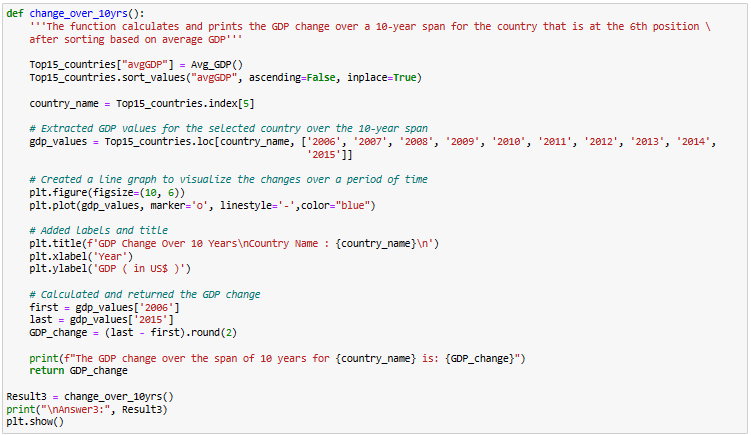 def change_over_10yrs():
    '''The function calculates and prints the GDP change over a 10-year span for the country that is at the 6th position \
    after sorting based on average GDP'''

    Top15_countries["avgGDP"] = Avg_GDP()
    Top15_countries.sort_values("avgGDP", ascending=False, inplace=True)

    country_name = Top15_countries.index[5]

    # Extracted GDP values for the selected country over the 10-year span
    gdp_values = Top15_countries.loc[country_name, ['2006', '2007', '2008', '2009', '2010', '2011', '2012', '2013', '2014',
                                                    '2015']]

    # Created a line graph to visualize the changes over a period of time
    plt.figure(figsize=(10, 6))
    plt.plot(gdp_values, marker='o', linestyle='-',color="blue")

    # Added labels and title
    plt.title(f'GDP Change Over 10 Years\nCountry Name : {country_name}\n')
    plt.xlabel('Year')
    plt.ylabel('GDP ( in US$ )')

    # Calculated and returned the GDP change
    first = gdp_values['2006']
    last = gdp_values['2015']
    GDP_change = (last - first).round(2)

    print(f"The GDP change over the span of 10 years for {country_name} is: {GDP_change}")
    return GDP_change

Result3 = change_over_10yrs()
print("\nAnswer3:", Result3)
plt.show()